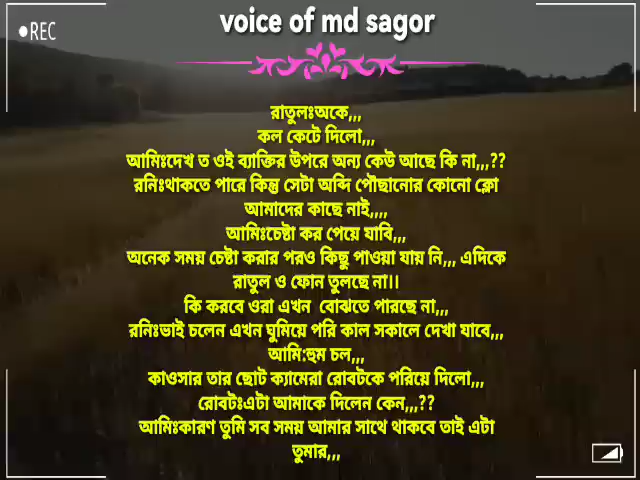 voice of md sagor
REC
রাতুলঃঅকে,,,
কল কেটে দিলো,,,
আমিঃদেখ ত ওই ব্যাক্তির উপরে অন্য কেউ আছে কি না,,,??
রনিঃথাকতে পারে কিন্তু সেটা অব্দি পৌছানোর কোনো ক্লো
আমাদের কাছে নাই,,,,
আমিঃচেষ্টা কর পেয়ে যাবি,,,
অনেক সময় চেষ্টা করার পরও কিছু পাওয়া যায় নি,,, এদিকে
রাতুল ও ফোন তুলছে না।।
কি করবে ওরা এখন বোঝতে পারছে না,,,
রনিঃভাই চলেন এখন ঘুমিয়ে পরি কাল সকালে দেখা যাবে,,,
আমি:হুম চল,,,
কাওসার তার ছোট ক্যামেরা রোবটকে পরিয়ে দিলো,,,
রোবটঃএটা আমাকে দিলেন কেন,,,??
আমিঃকারণ তুমি সব সময় আমার সাথে থাকবে তাই এটা
তুমার,,,